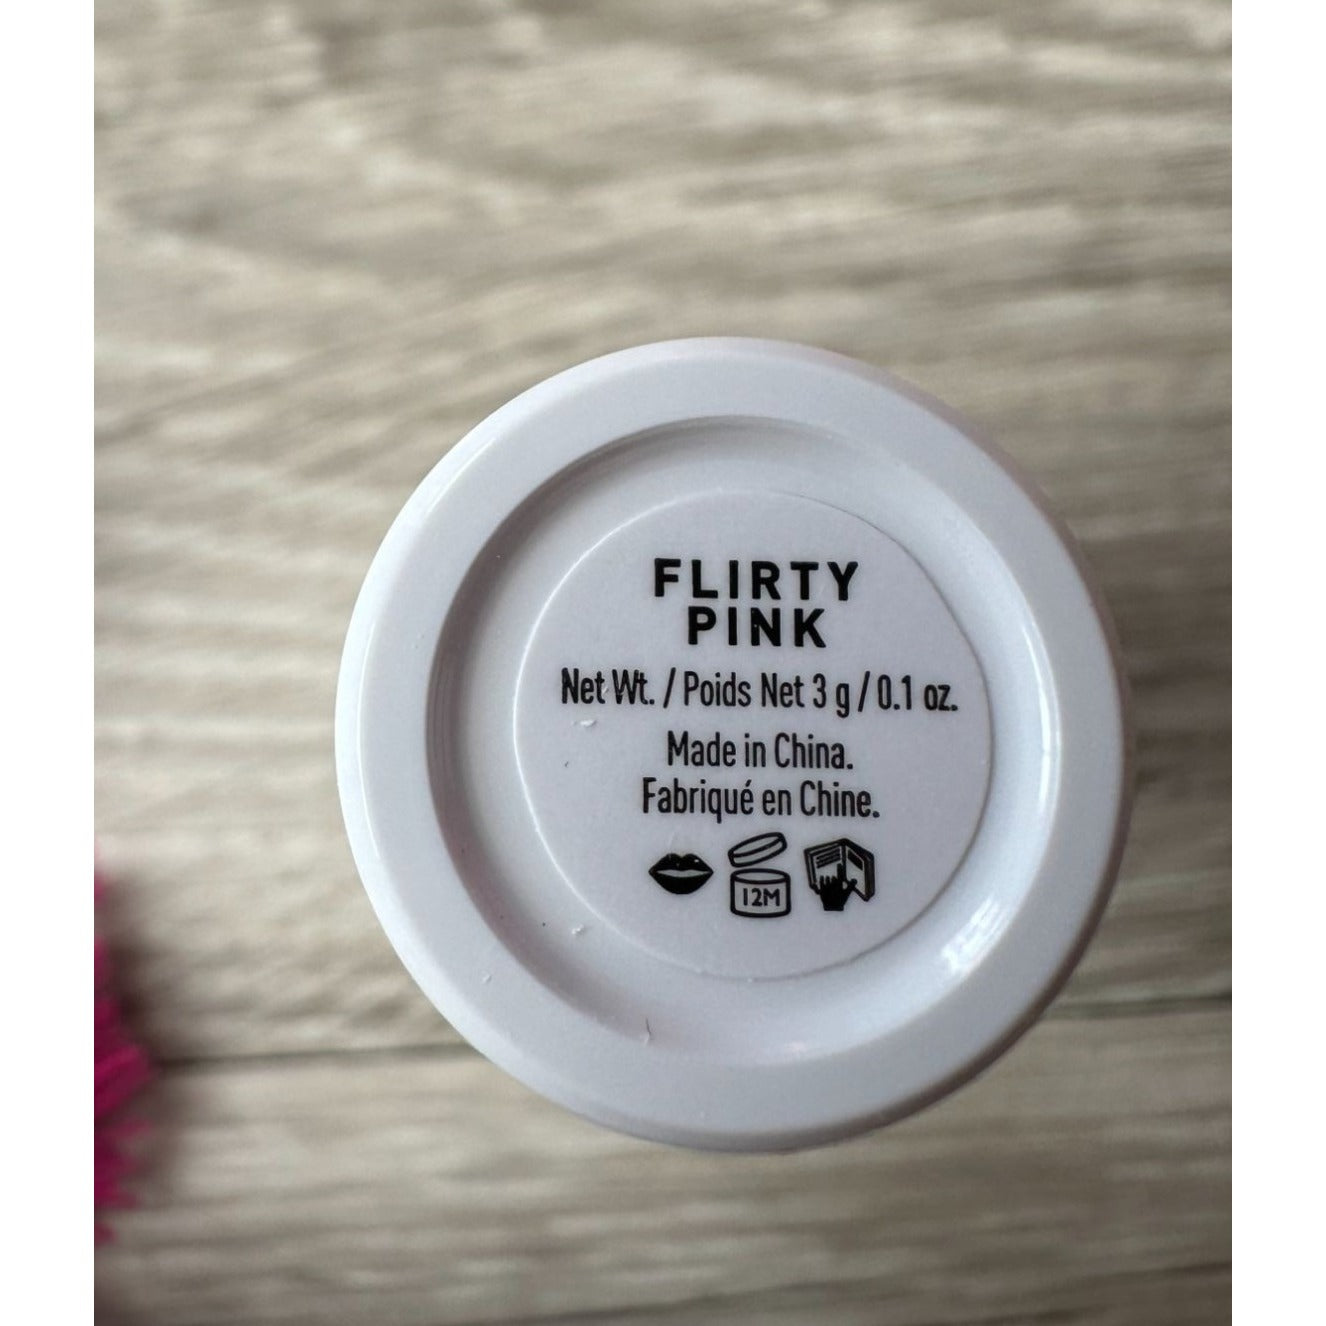 FLIRTY
PINK
Net Wt. / Poids Net 3 g / 0.1 oz.
Made in China.
Fabriqué en Chine.
12M